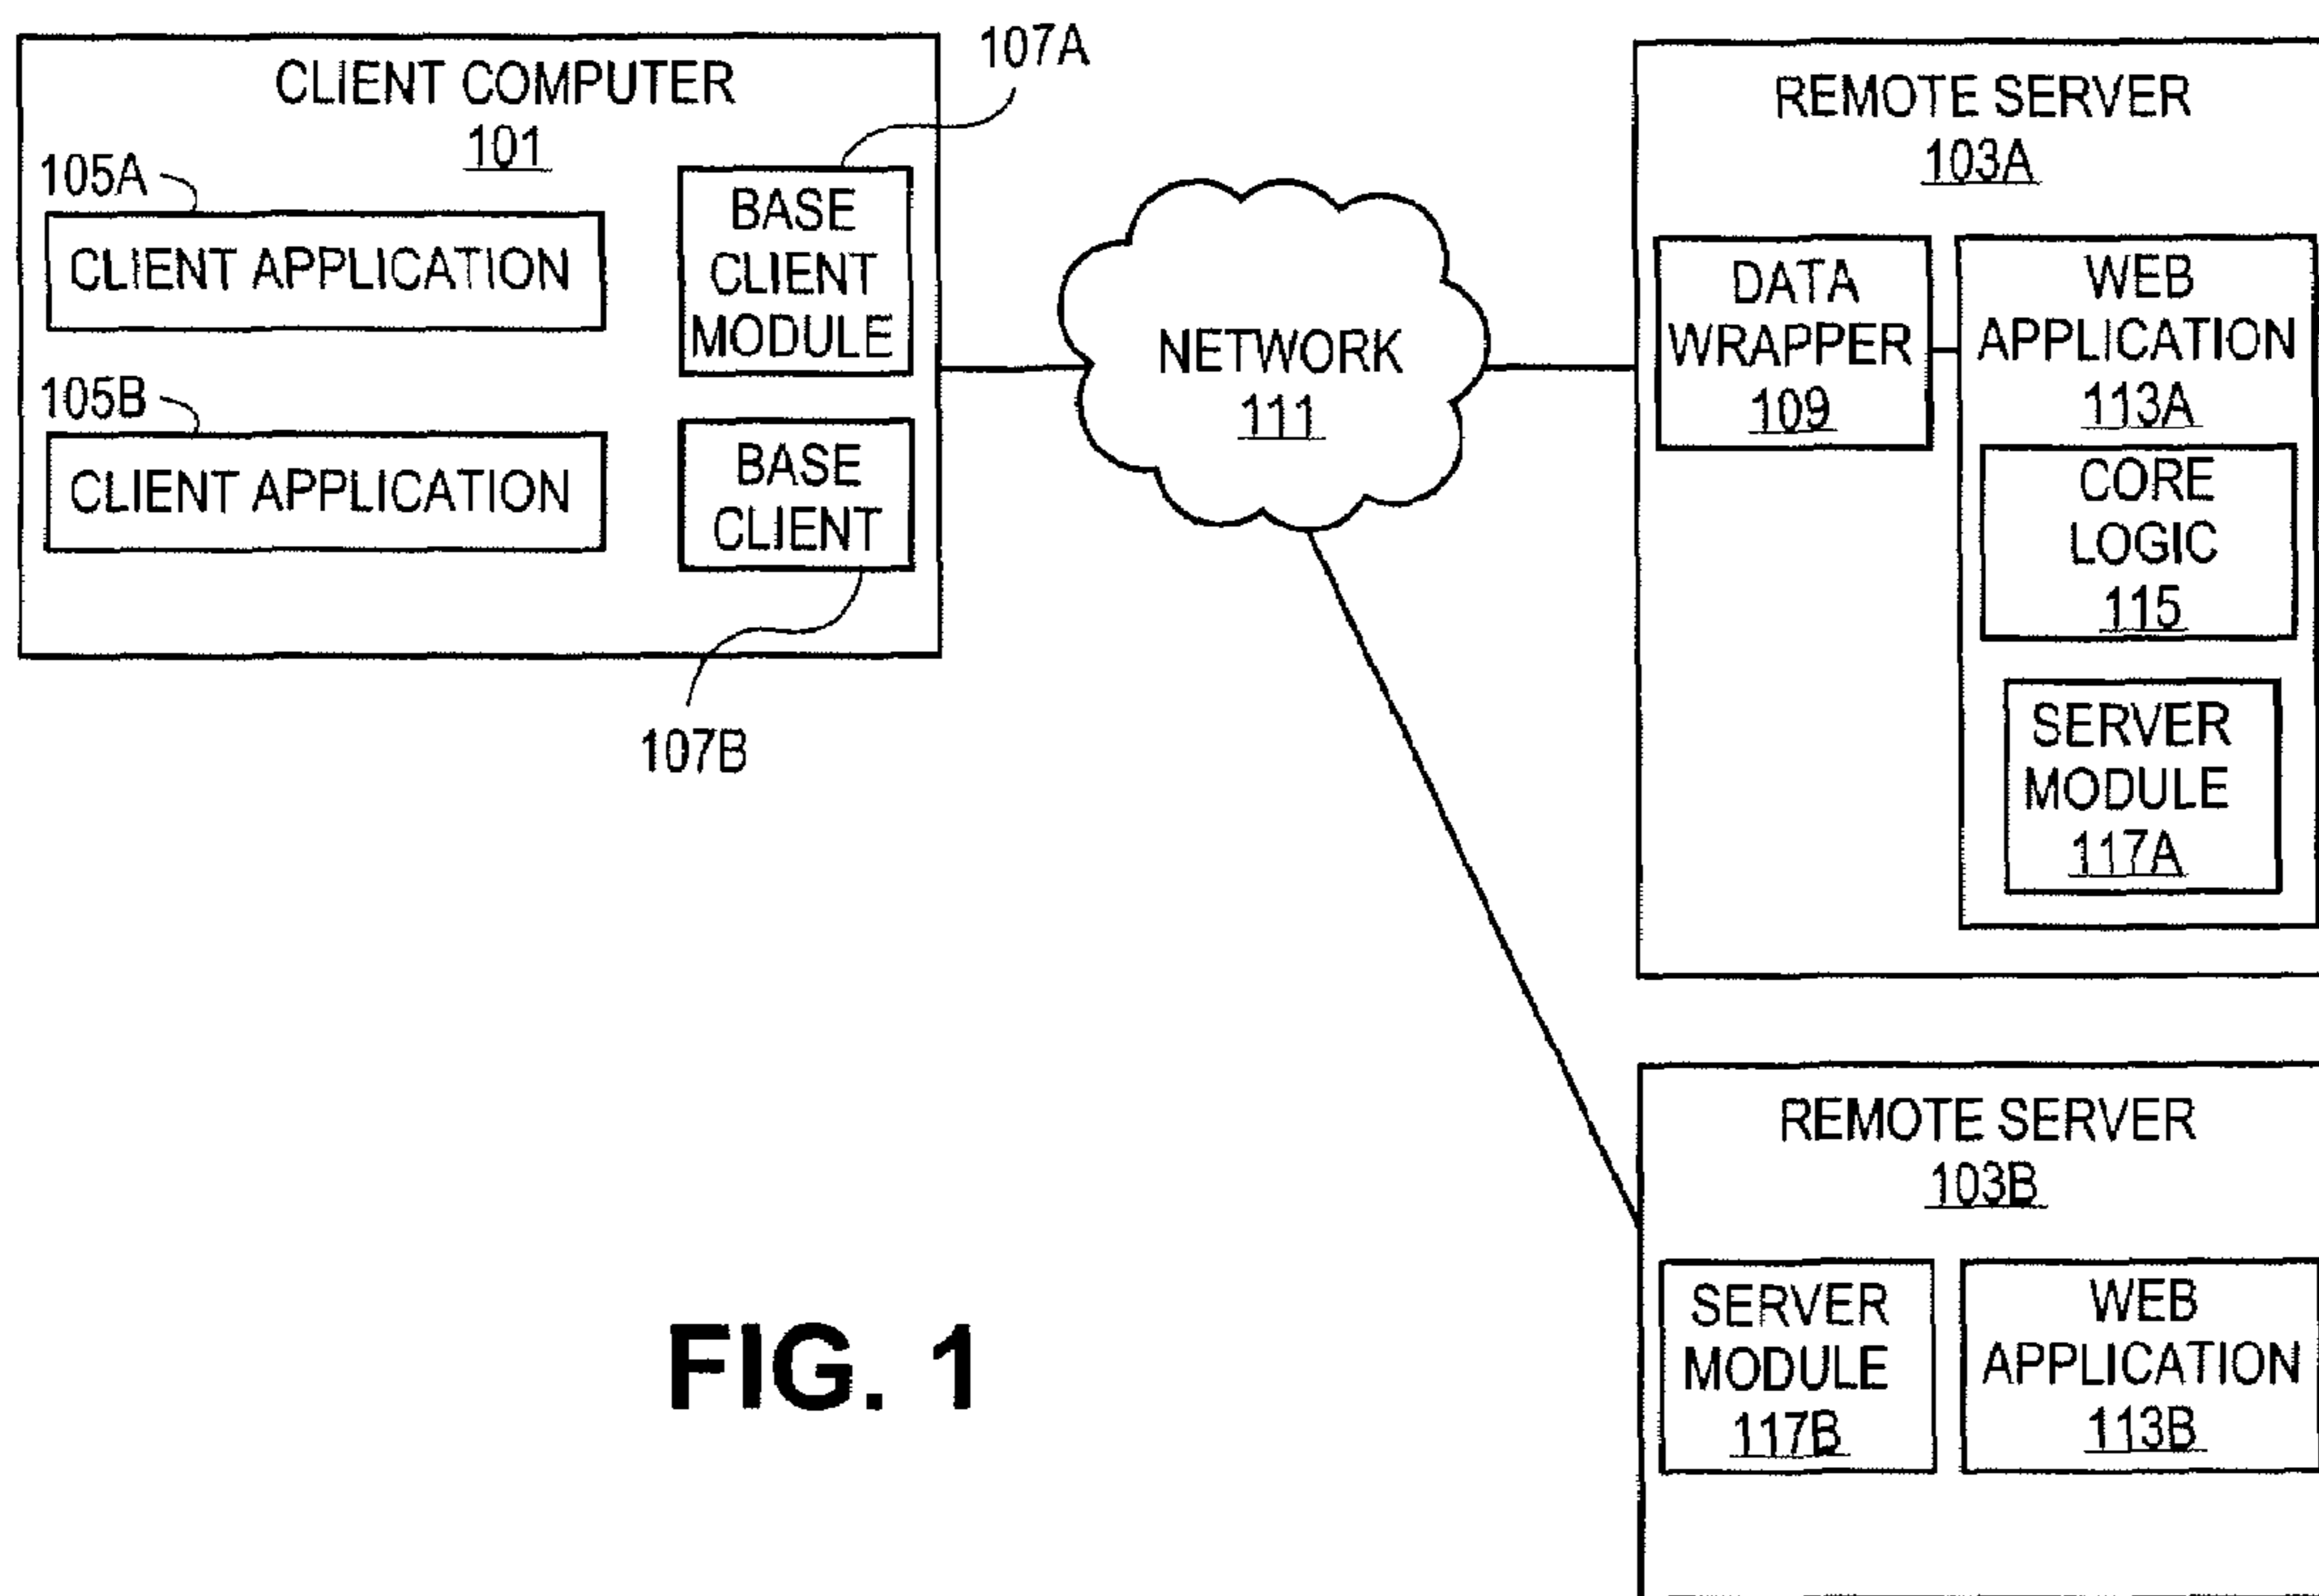 CLIENT COMPUTER
101
107A
105A
CLIENT APPLICATION
BASE
CLIENT
MODULE
105B
CLIENT APPLICATION
BASE
CLIENT
107B
NETWORK
111
REMOTE SERVER
103A
DATA
WRAPPER
109
WEB
APPLICATION
113A
CORE
LOGIC
115
SERVER
MODULE
117A
REMOTE SERVER
103B
SERVER
MODULE
117B
WEB
APPLICATION
113B
FIG. 1